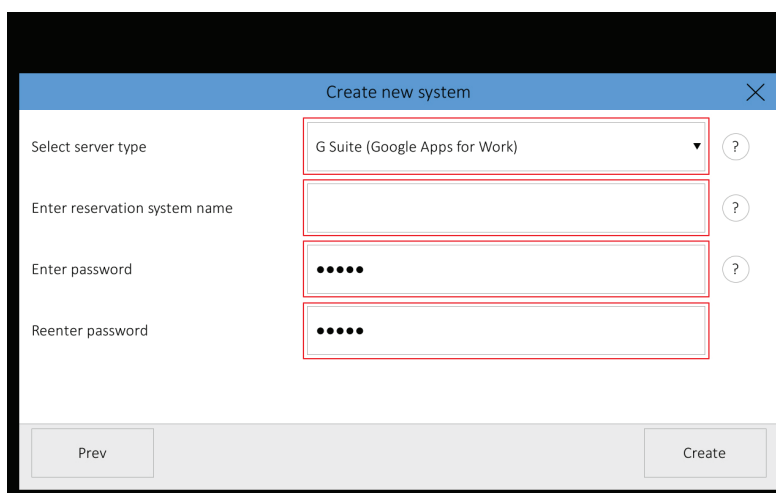 Create new system
Select server type
G Suite (Google Apps for Work)
?
Enter reservation system name
?
Enter password
●●●●●
?
Reenter password
●●●●●
Prev
Create